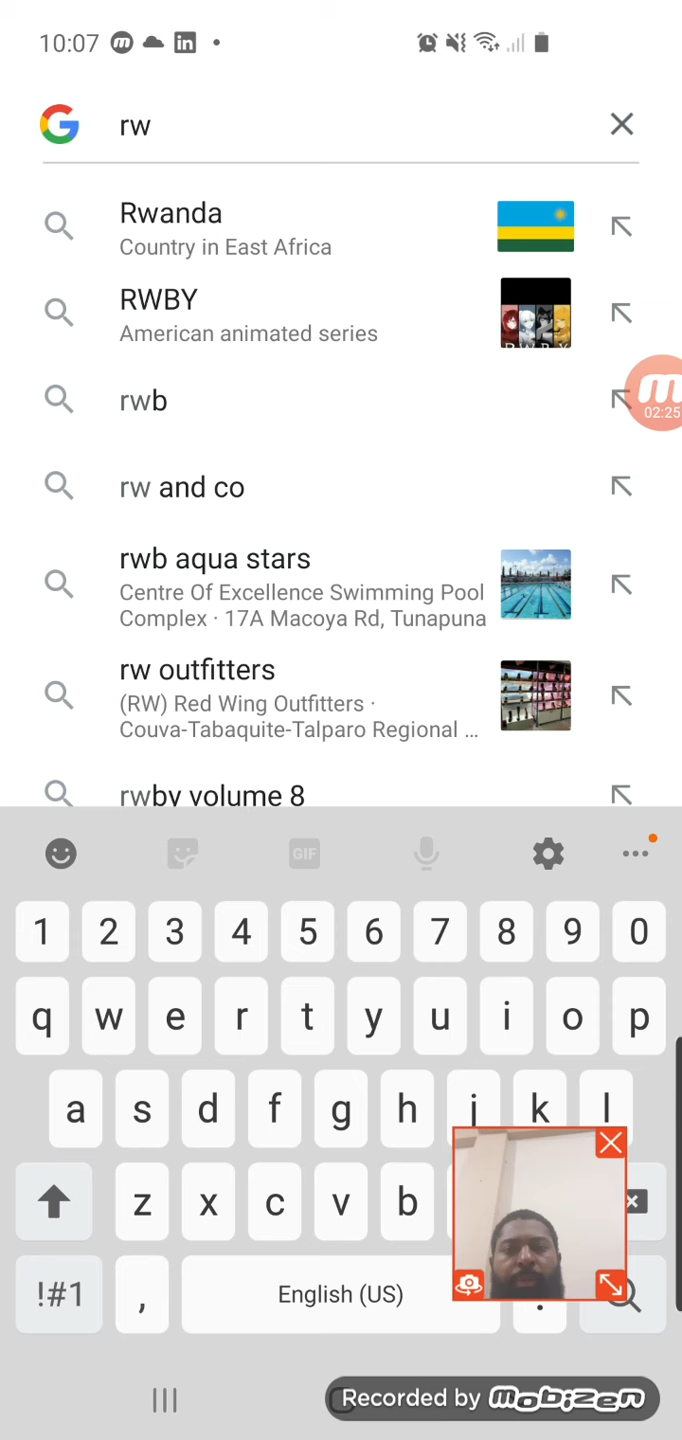 10:07
rw
Rwanda
Country in East Africa
RWBY
American animated series
RWBY
rwb
02:25
rw and co
rwb aqua stars
Centre Of Excellence Swimming Pool
Complex · 17A Macoya Rd, Tunapuna
rw outfitters
(RW) Red Wing Outfitters ·
Couva-Tabaquite-Talparo Regional ...
rwby volume 8
GIF
1 2 3 4 5 6 7 8 9 0
q w e r t y u i o p
a s d f g h j k l
z x c v b
!#1 , English (US) .
Recorded by mobizen